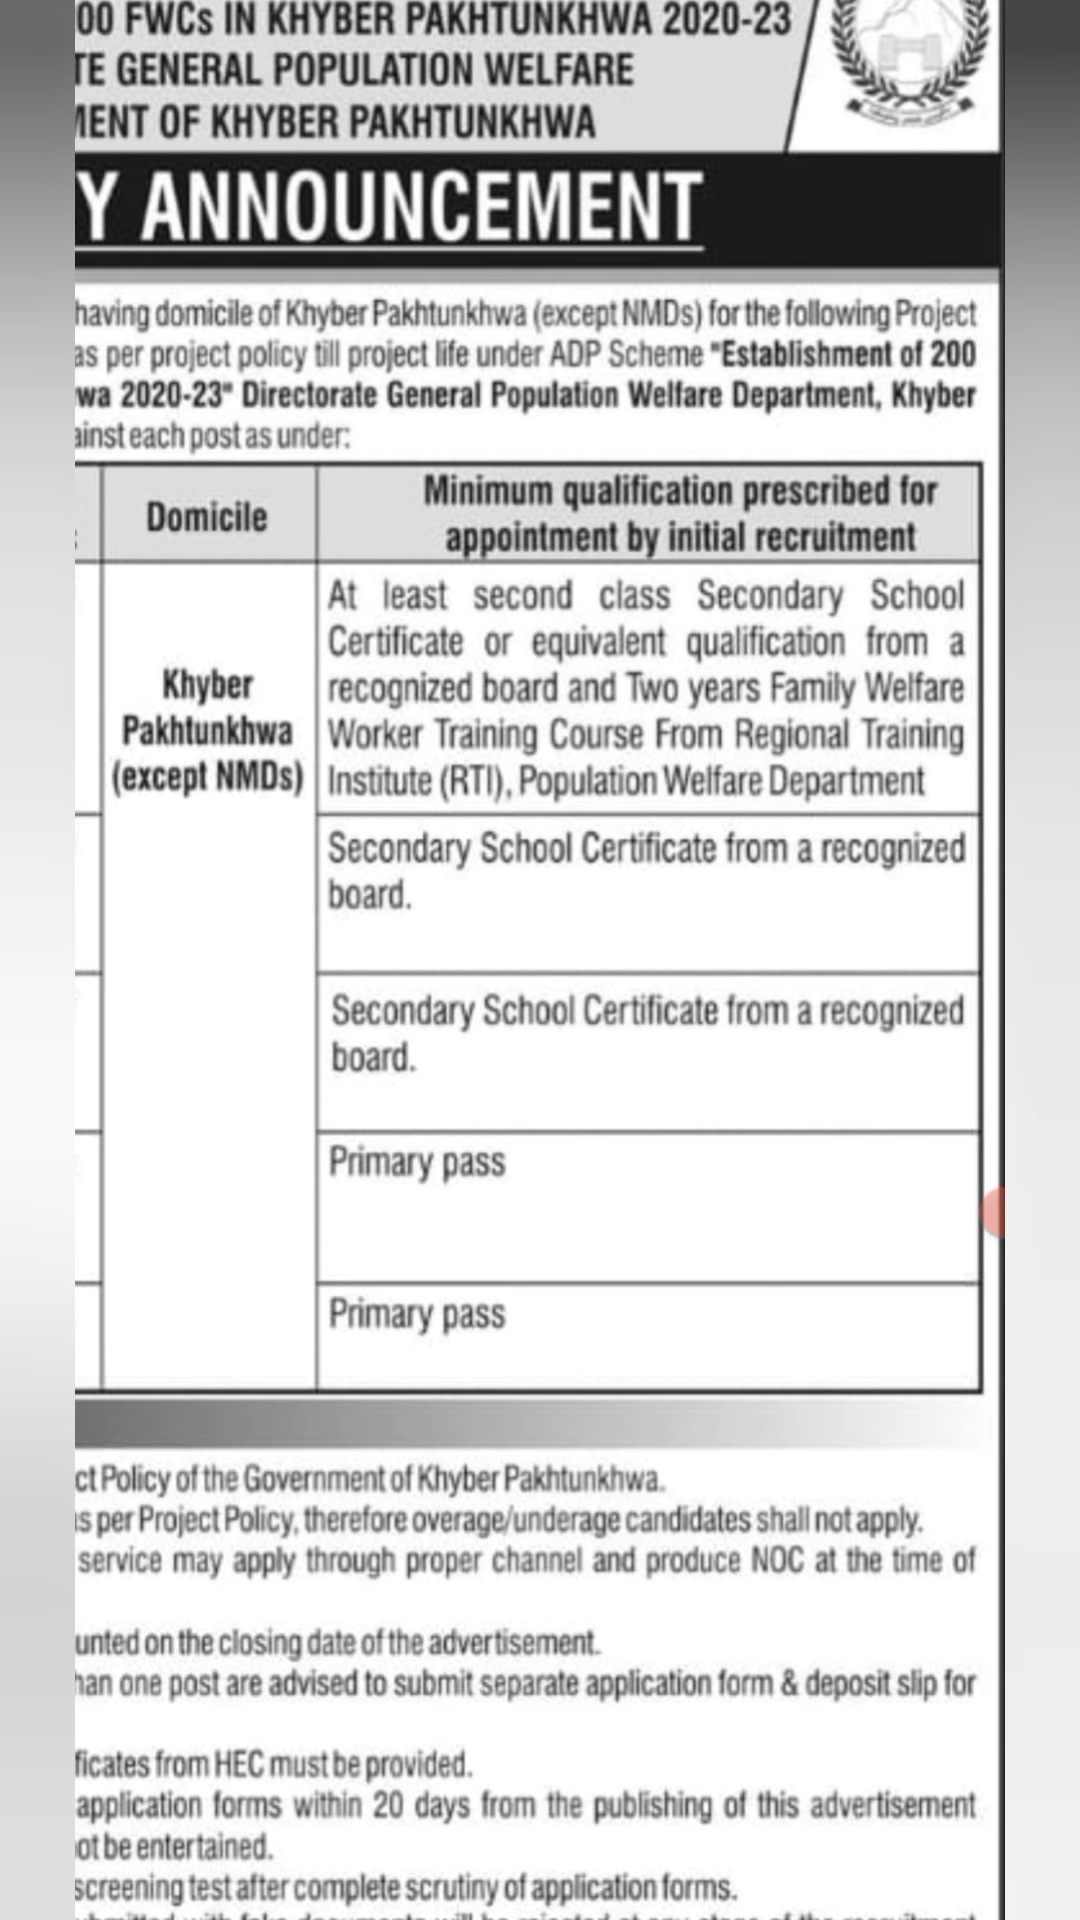 00 FWCs IN KHYBER PAKHTUNKHWA 2020-23
TE GENERAL POPULATION WELFARE
MENT OF KHYBER PAKHTUNKHWA
Y ANNOUNCEMENT
having domicile of Khyber Pakhtunkhwa (except NMDs) for the following Project
as per project policy till project life under ADP Scheme "Establishment of 200
wa 2020-23" Directorate General Population Welfare Department, Khyber
ainst each post as under:
Domicile
Minimum qualification prescribed for
appointment by initial recruitment
Khyber
Pakhtunkhwa
(except NMDs)
At least second class Secondary School
Certificate or equivalent qualification from a
recognized board and Two years Family Welfare
Worker Training Course From Regional Training
Institute (RTI), Population Welfare Department
Secondary School Certificate from a recognized
board.
Secondary School Certificate from a recognized
board.
Primary pass
Primary pass
ct Policy of the Government of Khyber Pakhtunkhwa.
as per Project Policy, therefore overage/underage candidates shall not apply.
service may apply through proper channel and produce NOC at the time of
unted on the closing date of the advertisement.
han one post are advised to submit separate application form & deposit slip for
ficates from HEC must be provided.
application forms within 20 days from the publishing of this advertisement
ot be entertained.
screening test after complete scrutiny of application forms.